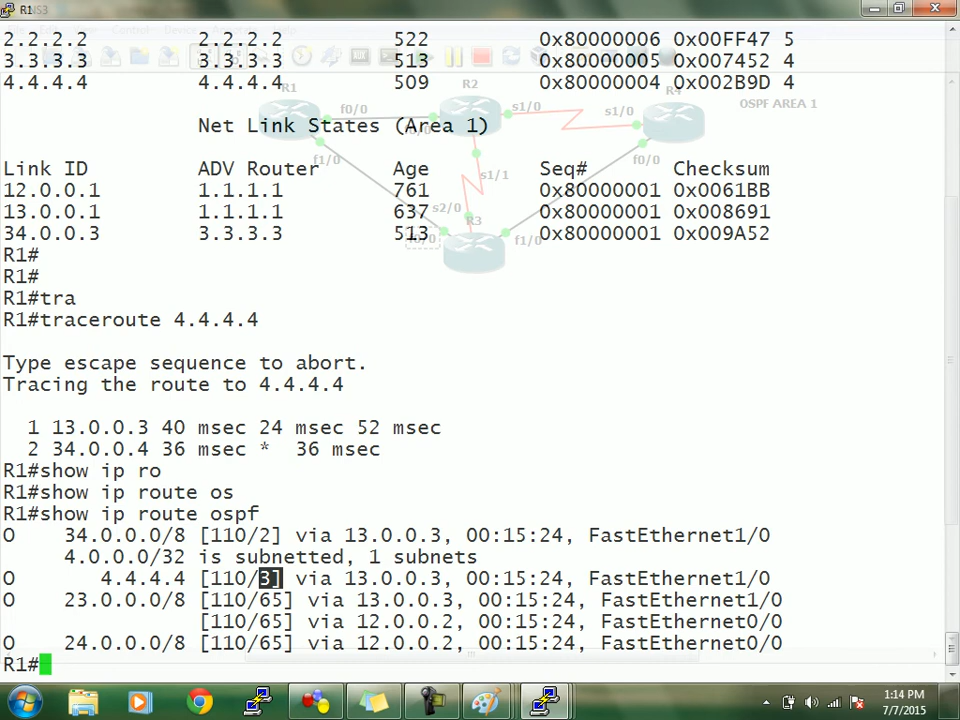 R1
2.2.2.2 2.2.2.2 522 0x80000006 0x00FF47 5
3.3.3.3 3.3.3.3 513 0x80000005 0x007452 4
4.4.4.4 4.4.4.4 509 0x80000004 0x002B9D 4
R1 f0/0 R2 s1/0 s1/0 R4 OSPF AREA 1
Net Link States (Area 1)
f1/0 f0/0
Link ID ADV Router Age Seq# Checksum
s1/1
12.0.0.1 1.1.1.1 761 0x80000001 0x0061BB
s2/0
13.0.0.1 1.1.1.1 637 0x80000001 0x008691
R3
34.0.0.3 3.3.3.3 513 0x80000001 0x009A52
f0/0 f1/0
R1#
R1#
R1#tra
R1#traceroute 4.4.4.4
Type escape sequence to abort.
Tracing the route to 4.4.4.4
1 13.0.0.3 40 msec 24 msec 52 msec
2 34.0.0.4 36 msec * 36 msec
R1#show ip ro
R1#show ip route os
R1#show ip route ospf
O 34.0.0.0/8 [110/2] via 13.0.0.3, 00:15:24, FastEthernet1/0
4.0.0.0/32 is subnetted, 1 subnets
O 4.4.4.4 [110/3] via 13.0.0.3, 00:15:24, FastEthernet1/0
O 23.0.0.0/8 [110/65] via 13.0.0.3, 00:15:24, FastEthernet1/0
[110/65] via 12.0.0.2, 00:15:24, FastEthernet0/0
O 24.0.0.0/8 [110/65] via 12.0.0.2, 00:15:24, FastEthernet0/0
R1#
1:14 PM
7/7/2015